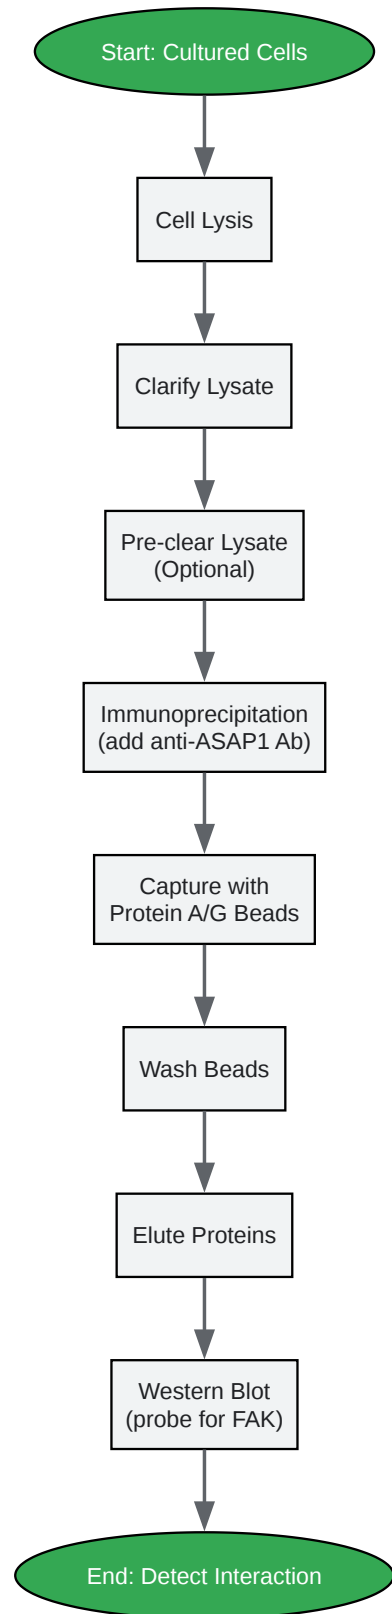 Start: Cultured Cells
Cell Lysis
Clarify Lysate
Pre-clear Lysate
(Optional)
Immunoprecipitation
(add anti-ASAP1 Ab)
Capture with
Protein A/G Beads
Wash Beads
Elute Proteins
Western Blot
(probe for FAK)
End: Detect Interaction